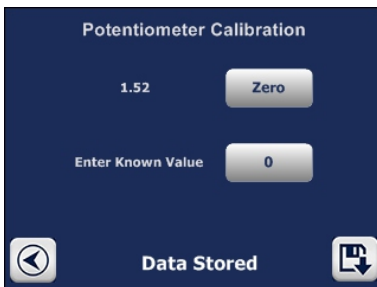 Potentiometer Calibration
1.52 Zero
Enter Known Value 0
Data Stored